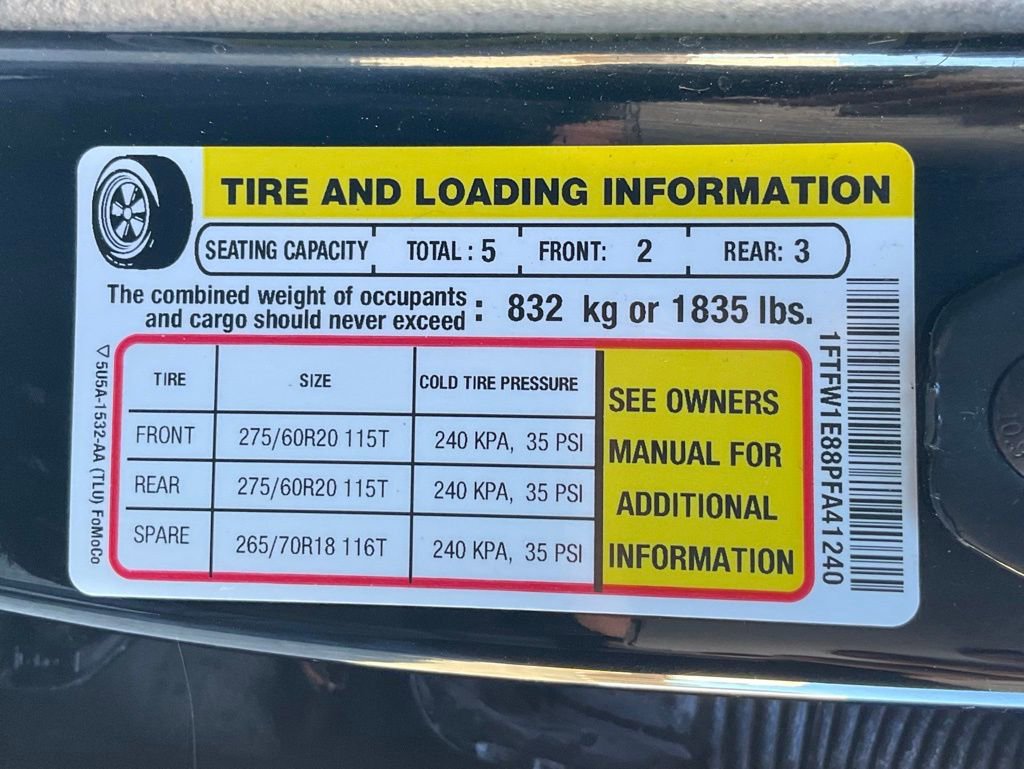 TIRE AND LOADING INFORMATION
SEATING CAPACITY TOTAL : 5 FRONT: 2 REAR: 3
The combined weight of occupants
and cargo should never exceed : 832 kg or 1835 lbs.
TIRE SIZE COLD TIRE PRESSURE
FRONT 275/60R20 115T 240 KPA, 35 PSI
REAR 275/60R20 115T 240 KPA, 35 PSI
SPARE 265/70R18 116T 240 KPA, 35 PSI
SEE OWNERS
MANUAL FOR
ADDITIONAL
INFORMATION
5U5A-1532-AA (TLU) FoMoCo
1FTFW1E88PFA41240